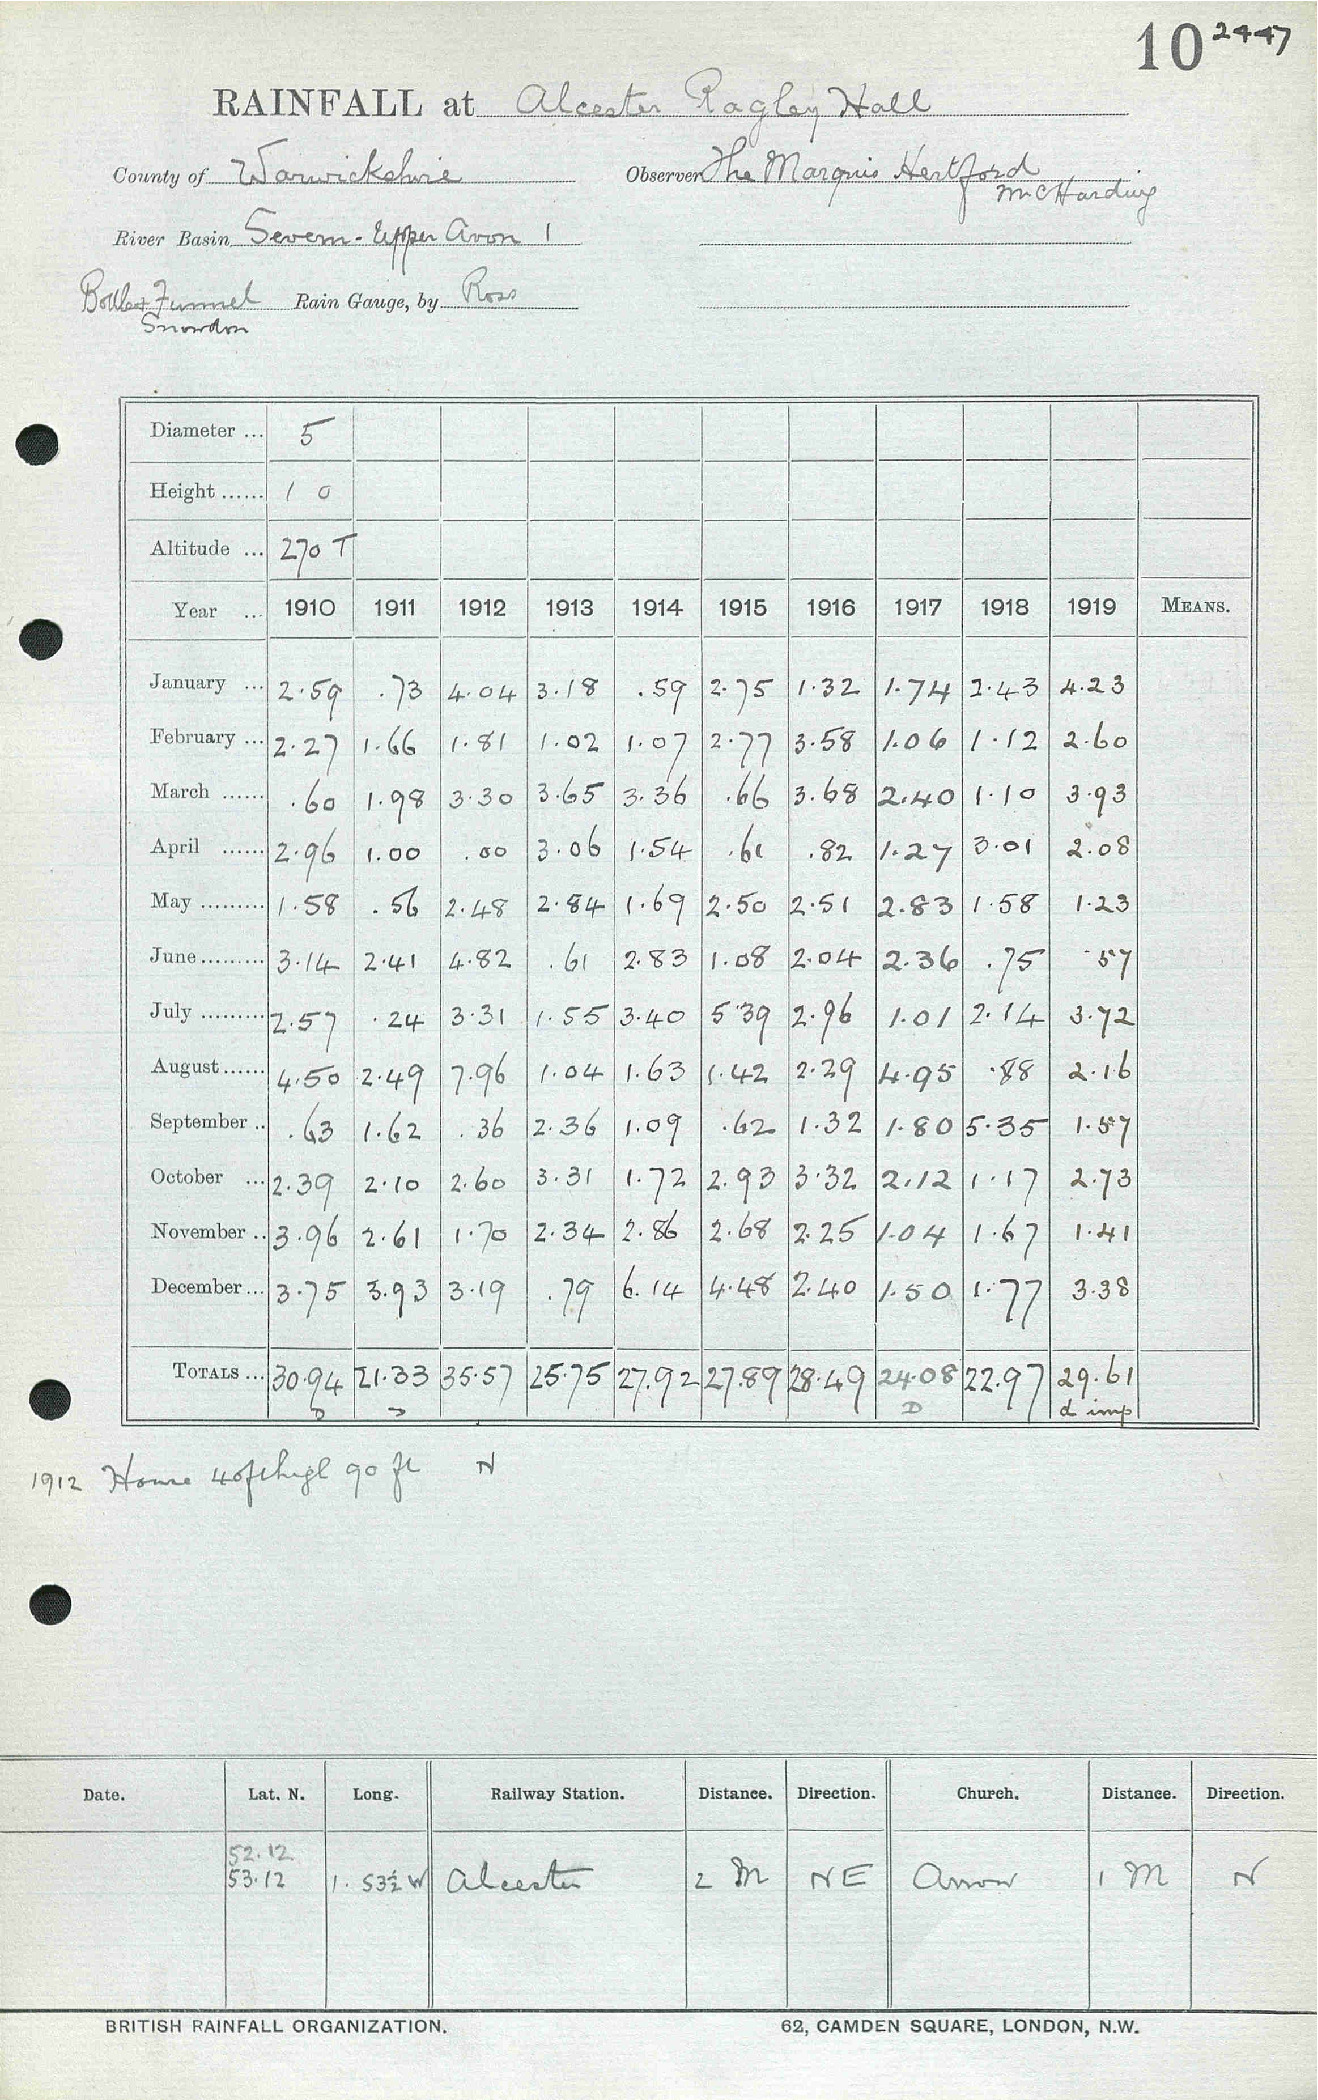 10 2447
RAINFALL at Alcester Ragley Hall
County of Warwickshire Observer The Marquis Hertford
Mr C Harding
River Basin Severn - Upper Avon 1
Bottle & Funnel Rain Gauge, by Ross
Snowdon
Diameter ... 5
Height ...... 1 0
Altitude ... 270 T
Year ... 1910 1911 1912 1913 1914 1915 1916 1917 1918 1919 MEANS.
January ... 2.59 .73 4.04 3.18 .59 2.75 1.32 1.74 2.43 4.23
February ... 2.27 1.66 1.81 1.02 1.07 2.77 3.58 1.06 1.12 2.60
March ...... .60 1.98 3.30 3.65 3.36 .66 3.68 2.40 1.10 3.93
April ...... 2.96 1.00 .00 3.06 1.54 .61 .82 1.27 3.01 2.08
May ......... 1.58 .56 2.48 2.84 1.69 2.50 2.51 2.83 1.58 1.23
June ......... 3.14 2.41 4.82 .61 2.83 1.08 2.04 2.36 .75 .57
July ......... 2.57 .24 3.31 1.55 3.40 5.39 2.96 1.01 2.14 3.72
August ...... 4.50 2.49 7.96 1.04 1.63 1.42 2.29 4.95 .88 2.16
September .. .63 1.62 .36 2.36 1.09 .62 1.32 1.80 5.35 1.57
October ... 2.39 2.10 2.60 3.31 1.72 2.93 3.32 2.12 1.17 2.73
November .. 3.96 2.61 1.70 2.34 2.86 2.68 2.25 1.04 1.67 1.41
December ... 3.75 3.93 3.19 .79 6.14 4.48 2.40 1.50 1.77 3.38
TOTALS ... 30.94 21.33 35.57 25.75 27.92 27.89 28.49 24.08 22.97 29.61
D D D d imp
1912 House 40ft high 90 ft N
Date. Lat. N. Long. Railway Station. Distance. Direction. Church. Distance. Direction.
52.12
53.12 1. 53½ W Alcester 2 M NE Arrow 1 M N
BRITISH RAINFALL ORGANIZATION. 62, CAMDEN SQUARE, LONDON, N.W.